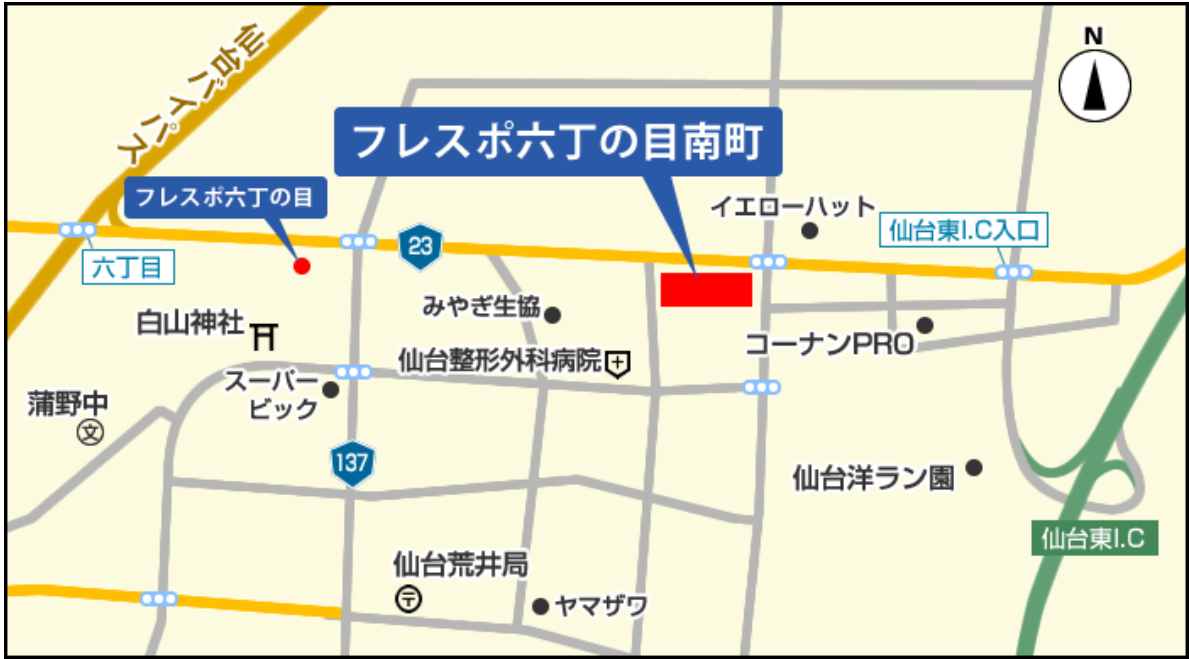 仙台バイパス
N
フレスポ六丁の目南町
フレスポ六丁の目
イエローハット
仙台東I.C入口
23
六丁目
みやぎ生協
白山神社
コーナンPRO
仙台整形外科病院
スーパー
ビック
蒲野中
文
137
仙台洋ラン園
仙台東I.C
仙台荒井局
〒
ヤマザワ